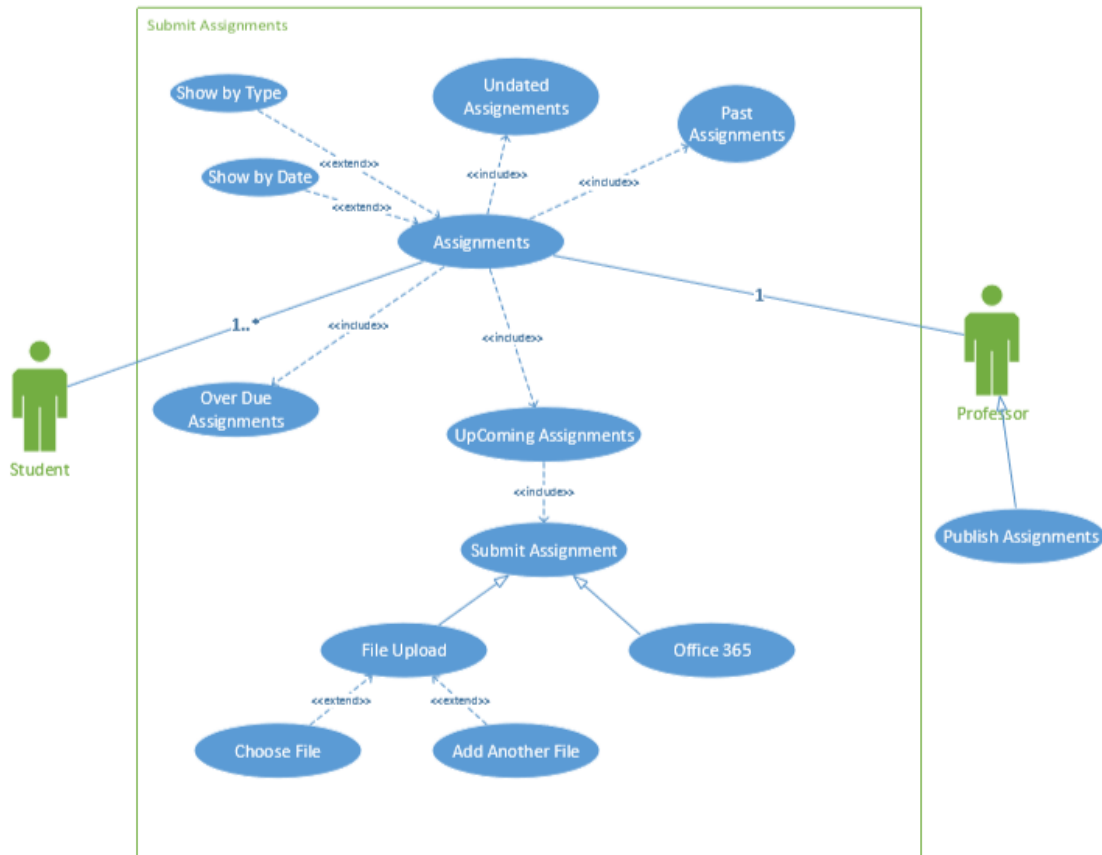 Submit Assignments
Show by Type
Undated
Assignements
Past
Assignments
<<extend>>
Show by Date
<<include>>
<<include>>
<<extend>>
Assignments
1
1..*
<<include>>
<<include>>
Over Due
Assignments
Professor
UpComing Assignments
Student
<<include>>
Submit Assignment
Publish Assignments
File Upload
Office 365
<<extend>>
<<extend>>
Choose File
Add Another File